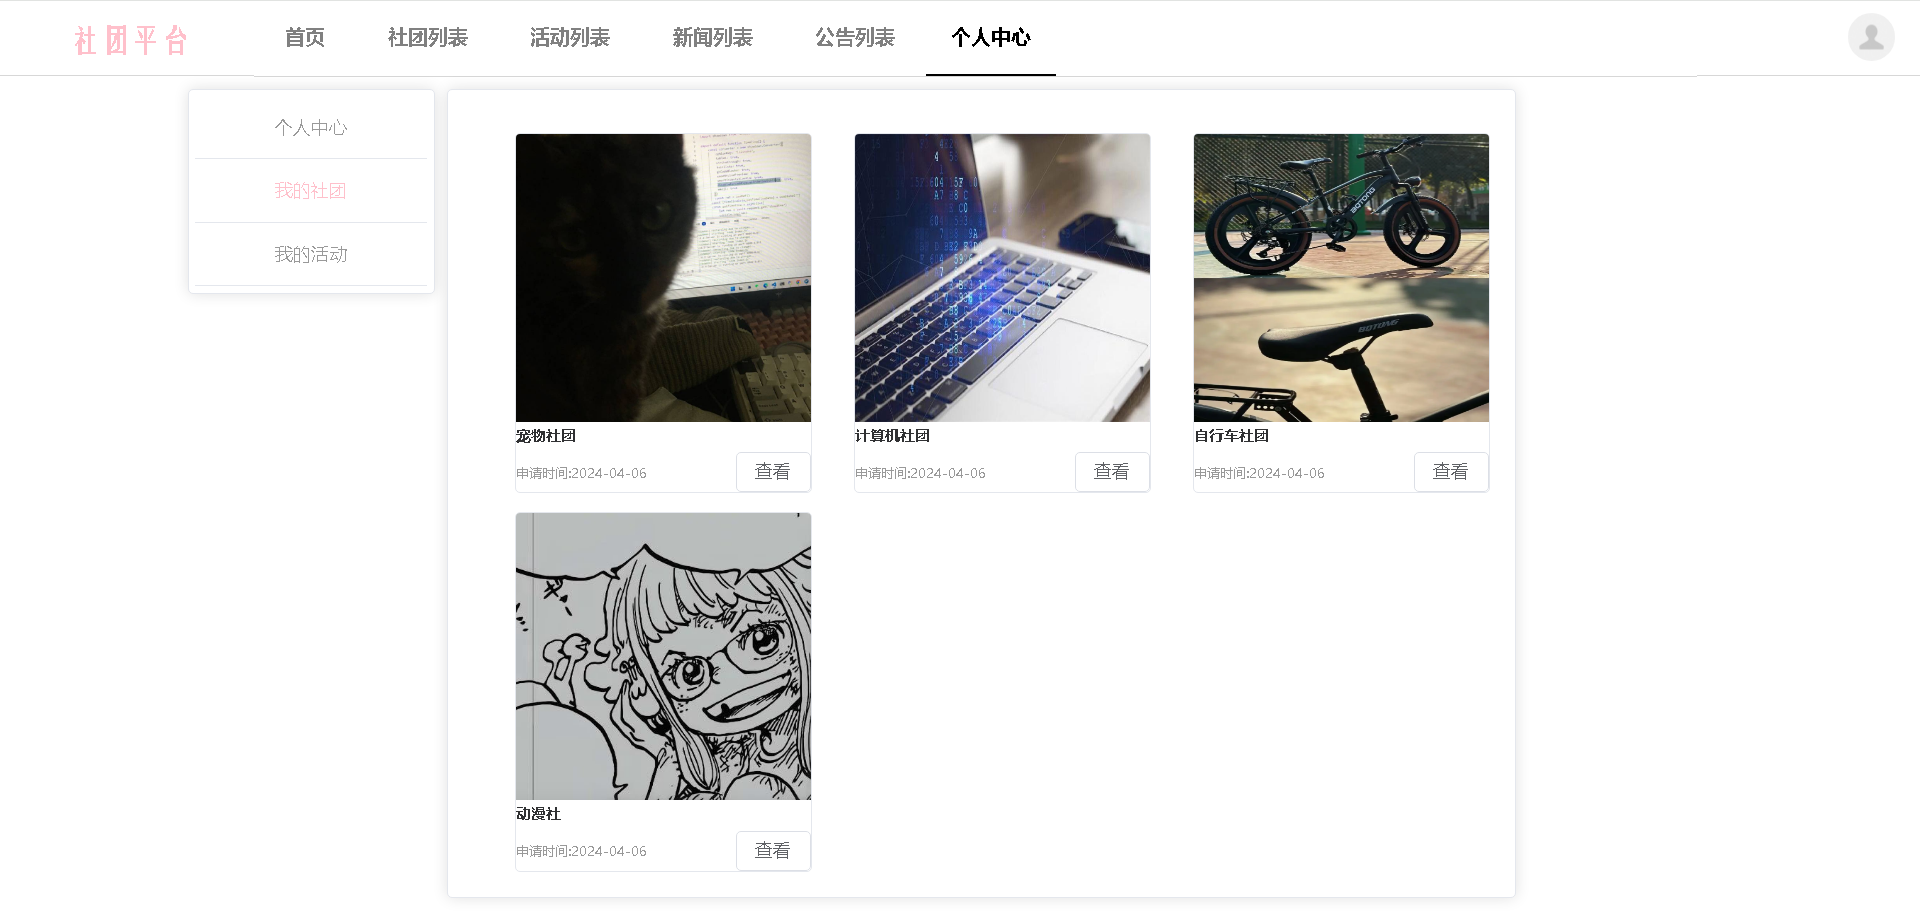 社团平台
首页 社团列表 活动列表 新闻列表 公告列表 个人中心
个人中心
我的社团
我的活动
宠物社团
申请时间:2024-04-06 查看
计算机社团
申请时间:2024-04-06 查看
BOTONG
BOTONG
自行车社团
申请时间:2024-04-06 查看
动漫社
申请时间:2024-04-06 查看